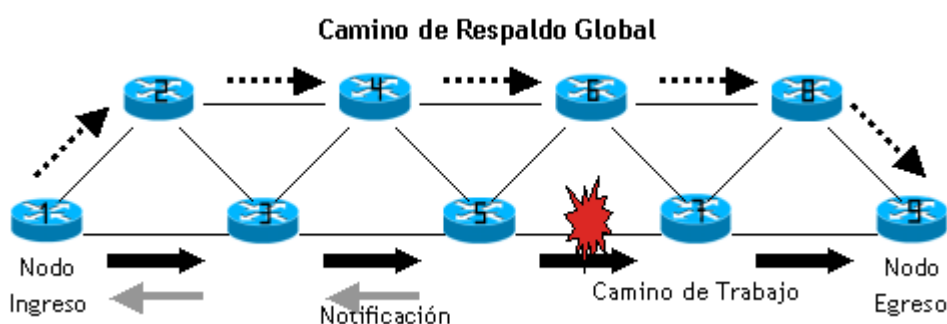 Camino de Respaldo Global
2 4 6 8
1 3 5 7 9
Nodo
Ingreso
Notificación
Camino de Trabajo
Nodo
Egreso